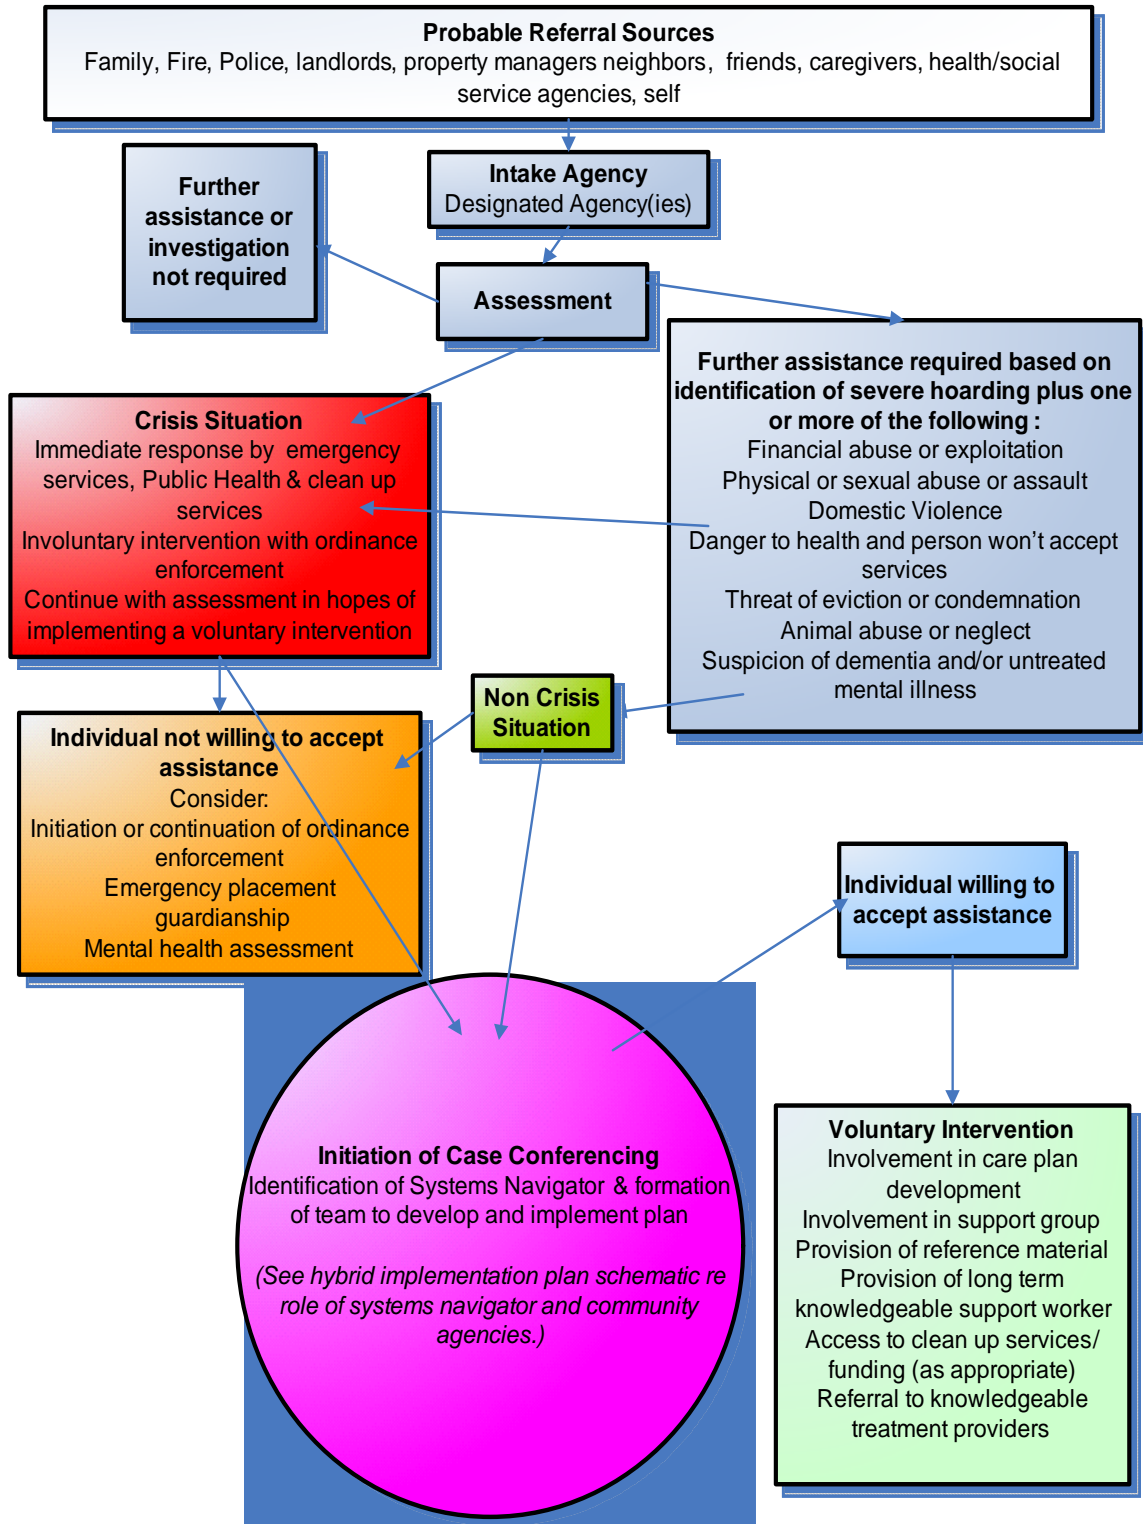 Probable Referral Sources
Family, Fire, Police, landlords, property managers neighbors, friends, caregivers, health/social
service agencies, self
Further
assistance or
investigation
not required
Intake Agency
Designated Agency(ies)
Assessment
Further assistance required based on
identification of severe hoarding plus one
or more of the following :
Financial abuse or exploitation
Physical or sexual abuse or assault
Domestic Violence
Danger to health and person won't accept
services
Threat of eviction or condemnation
Animal abuse or neglect
Suspicion of dementia and/or untreated
mental illness
Crisis Situation
Immediate response by emergency
services, Public Health & clean up
services
Involuntary intervention with ordinance
enforcement
Continue with assessment in hopes of
implementing a voluntary intervention
Non Crisis
Situation
Individual not willing to accept
assistance
Consider:
Initiation or continuation of ordinance
enforcement
Emergency placement
guardianship
Mental health assessment
Individual willing to
accept assistance
Initiation of Case Conferencing
Identification of Systems Navigator & formation
of team to develop and implement plan
(See hybrid implementation plan schematic re
role of systems navigator and community
agencies.)
Voluntary Intervention
Involvement in care plan
development
Involvement in support group
Provision of reference material
Provision of long term
knowledgeable support worker
Access to clean up services/
funding (as appropriate)
Referral to knowledgeable
treatment providers